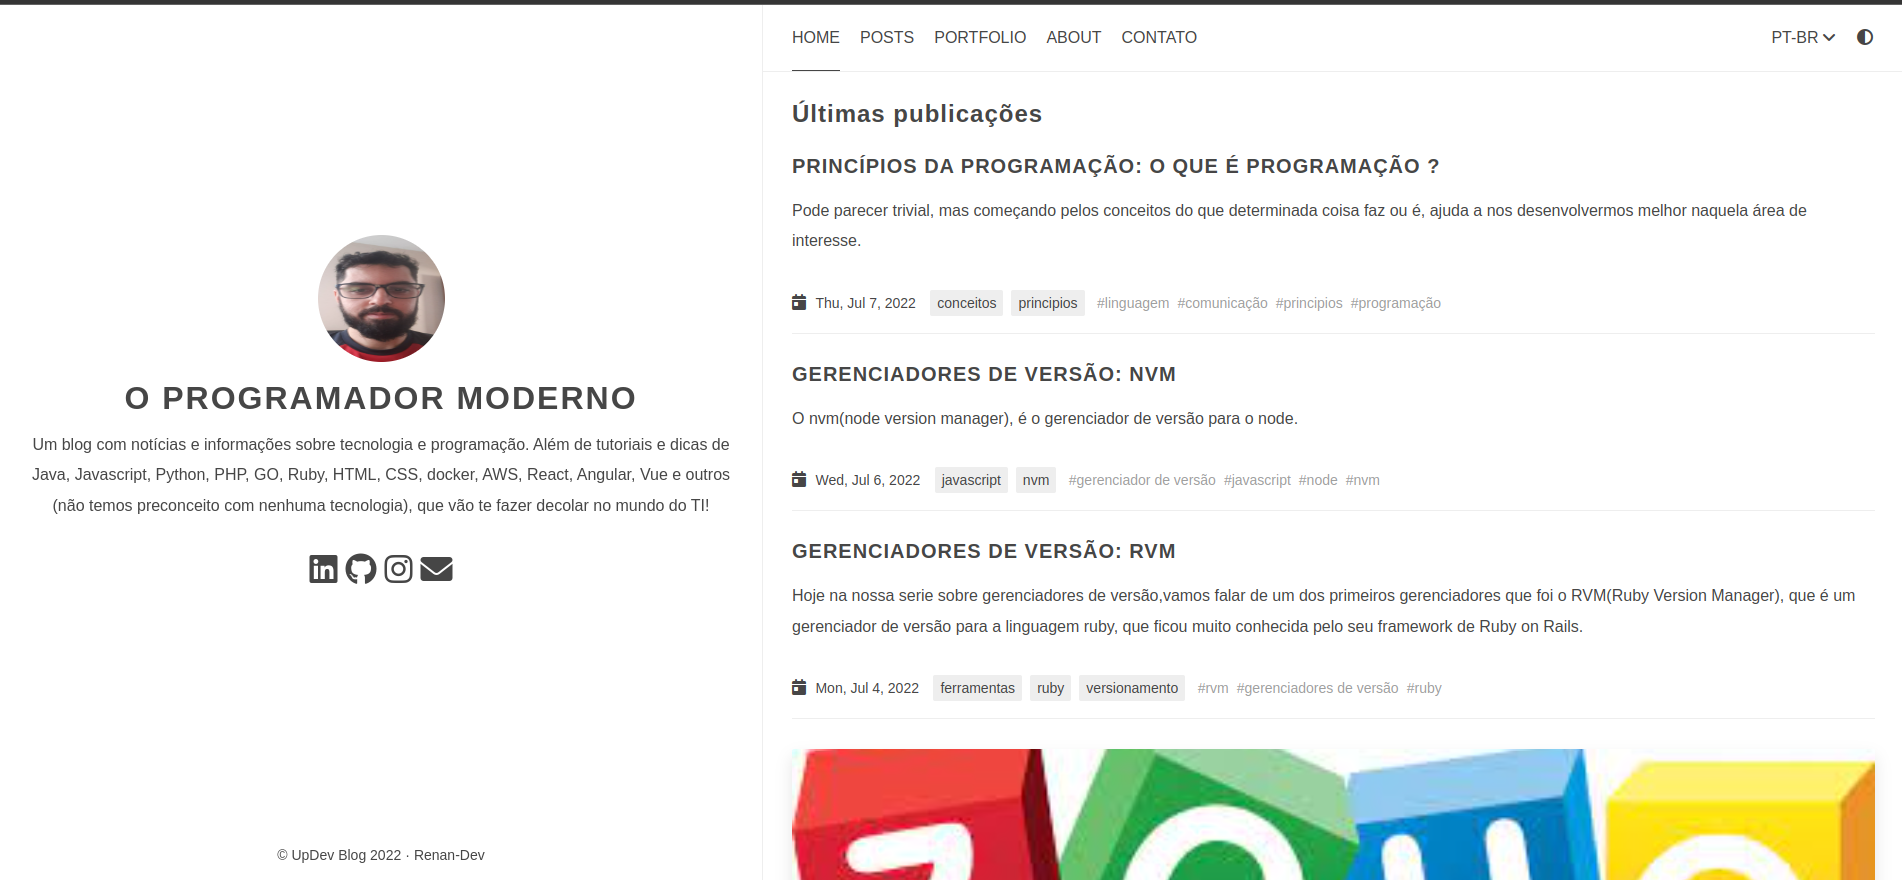 HOME POSTS PORTFOLIO ABOUT CONTATO PT-BR
O PROGRAMADOR MODERNO
Um blog com notícias e informações sobre tecnologia e programação. Além de tutoriais e dicas de
Java, Javascript, Python, PHP, GO, Ruby, HTML, CSS, docker, AWS, React, Angular, Vue e outros
(não temos preconceito com nenhuma tecnologia), que vão te fazer decolar no mundo do TI!
in
© UpDev Blog 2022 · Renan-Dev
Últimas publicações
PRINCÍPIOS DA PROGRAMAÇÃO: O QUE É PROGRAMAÇÃO ?
Pode parecer trivial, mas começando pelos conceitos do que determinada coisa faz ou é, ajuda a nos desenvolvermos melhor naquela área de
interesse.
Thu, Jul 7, 2022 conceitos principios #linguagem #comunicação #principios #programação
GERENCIADORES DE VERSÃO: NVM
O nvm(node version manager), é o gerenciador de versão para o node.
Wed, Jul 6, 2022 javascript nvm #gerenciador de versão #javascript #node #nvm
GERENCIADORES DE VERSÃO: RVM
Hoje na nossa serie sobre gerenciadores de versão,vamos falar de um dos primeiros gerenciadores que foi o RVM(Ruby Version Manager), que é um
gerenciador de versão para a linguagem ruby, que ficou muito conhecida pelo seu framework de Ruby on Rails.
Mon, Jul 4, 2022 ferramentas ruby versionamento #rvm #gerenciadores de versão #ruby